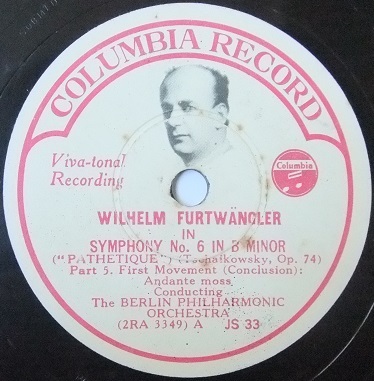 COLUMBIA RECORD
Viva-tonal
Recording
Columbia
WILHELM FURTWÄNGLER
IN
SYMPHONY No. 6 IN B MINOR
("PATHETIQUE") (Tschaikowsky, Op. 74)
Part 5. First Movement (Conclusion):
Andante moss
Conducting
The BERLIN PHILHARMONIC
ORCHESTRA
(2RA 3349) A JS 33